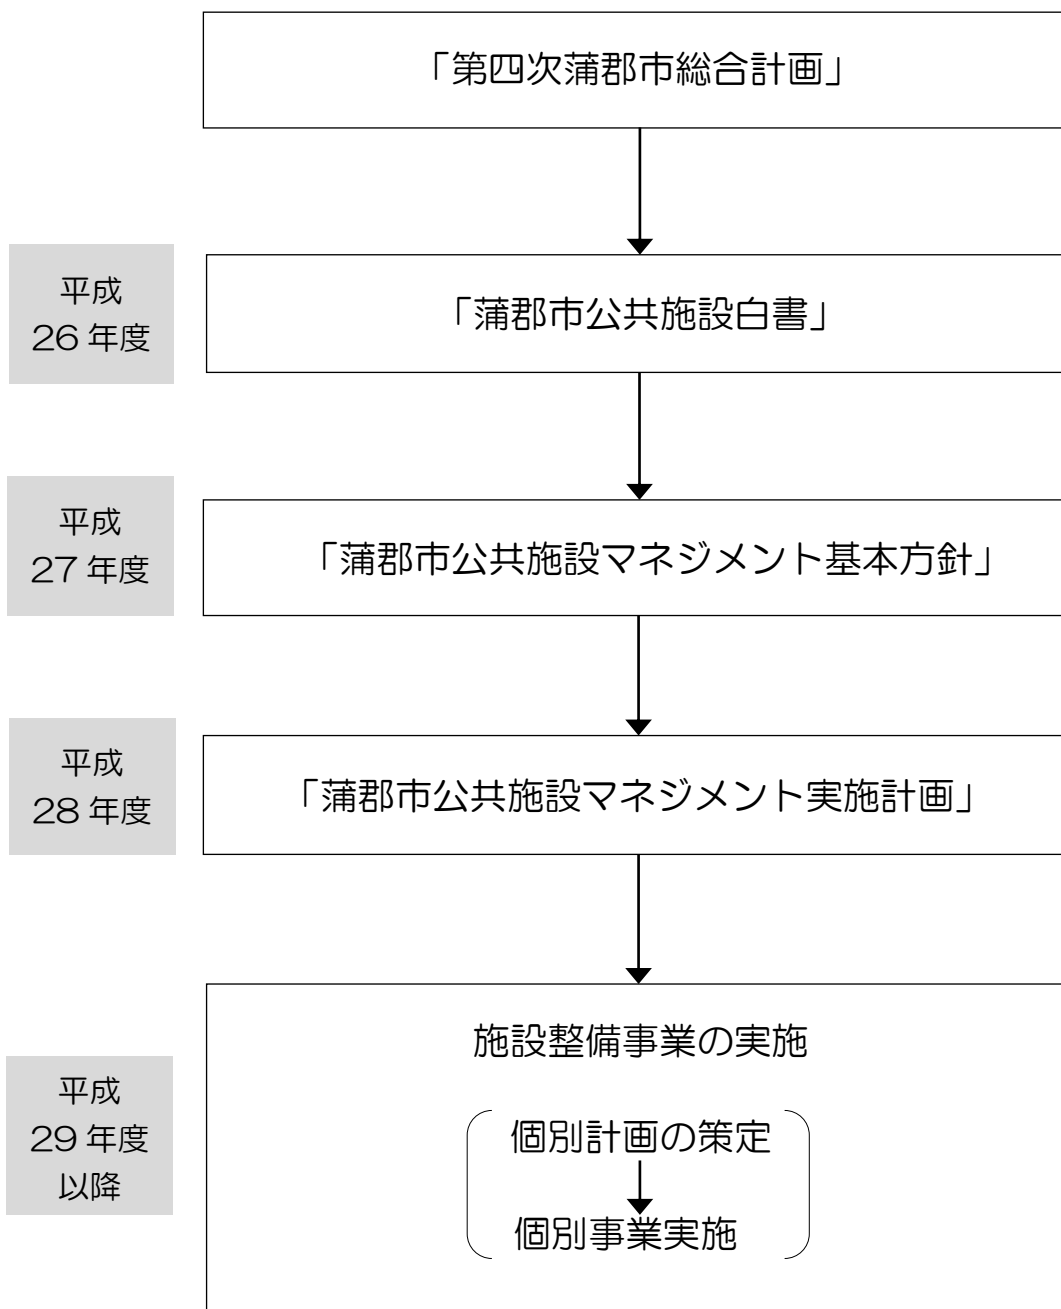 「第四次蒲郡市総合計画」
平成
26 年度
「蒲郡市公共施設白書」
平成
27 年度
「蒲郡市公共施設マネジメント基本方針」
平成
28 年度
「蒲郡市公共施設マネジメント実施計画」
平成
29 年度
以降
施設整備事業の実施
個別計画の策定
個別事業実施